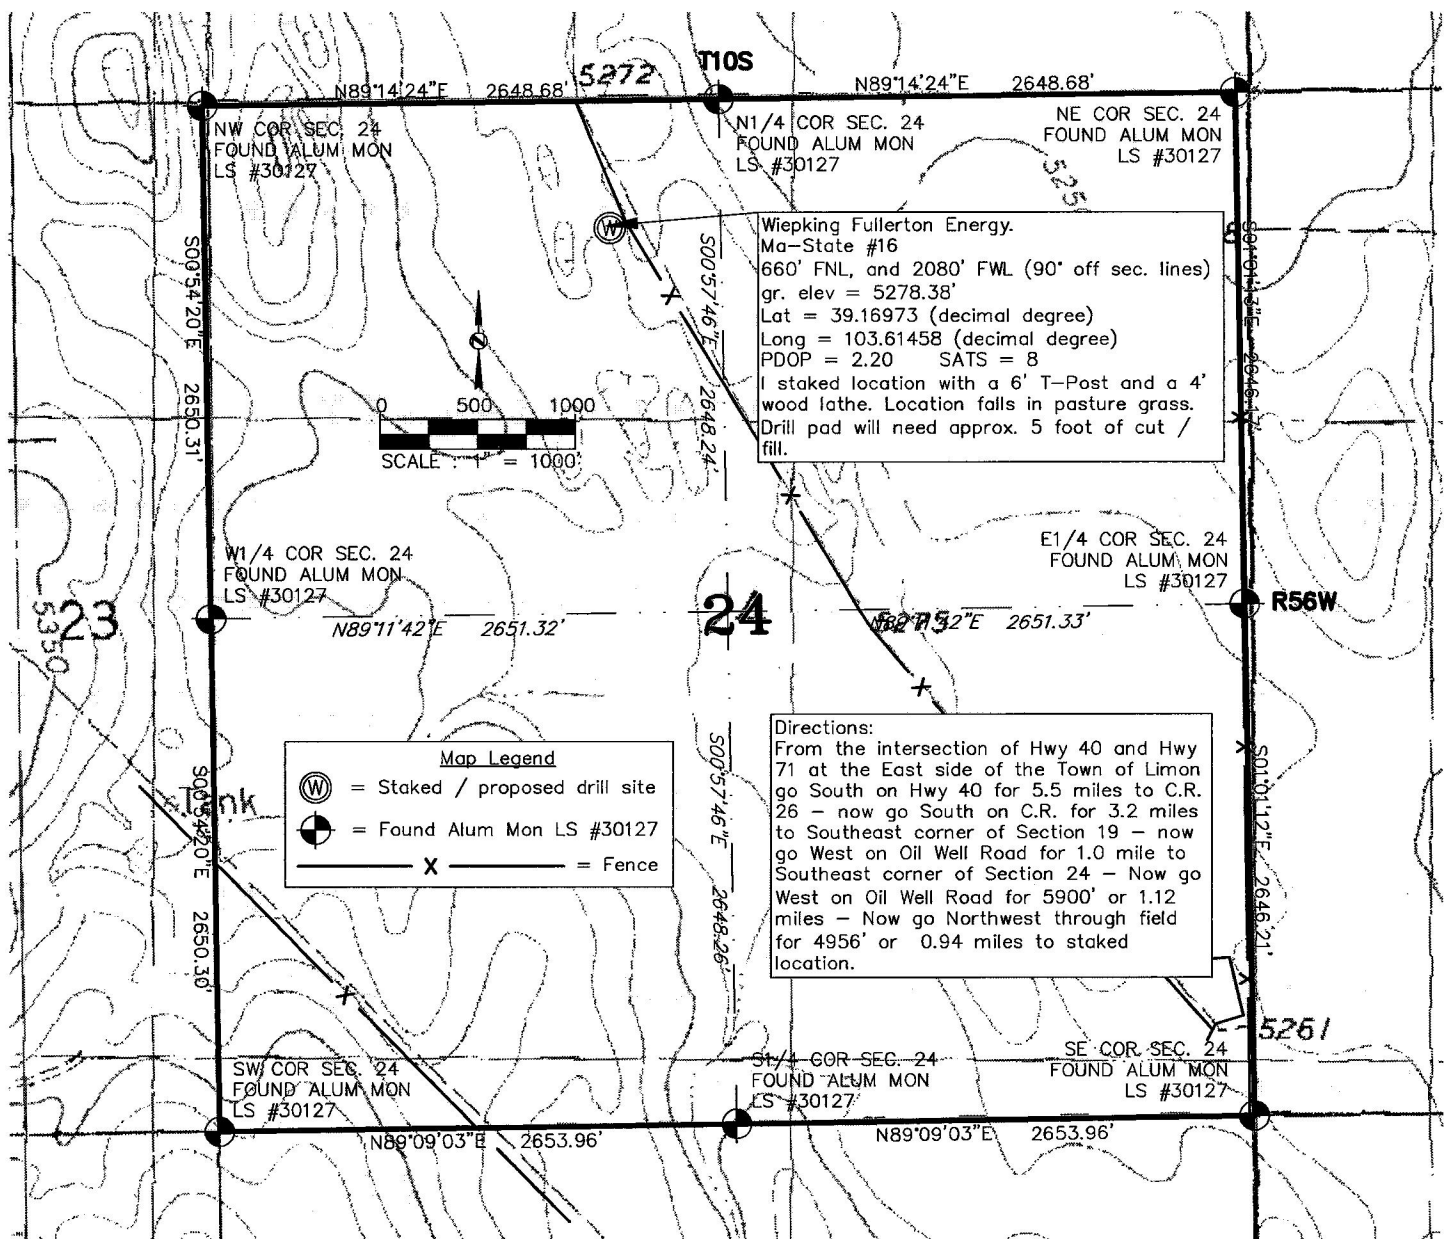 T10S
5272
N89°14'24"E 2648.68'
N89°14'24"E 2648.68'
NW COR SEC. 24
FOUND ALUM MON
LS #30127
N1/4 COR SEC. 24
FOUND ALUM MON
LS #30127
NE COR SEC. 24
FOUND ALUM MON
LS #30127
525
W
Wiepking Fullerton Energy.
Ma-State #16
660' FNL, and 2080' FWL (90° off sec. lines)
gr. elev = 5278.38'
Lat = 39.16973 (decimal degree)
Long = 103.61458 (decimal degree)
PDOP = 2.20 SATS = 8
I staked location with a 6' T-Post and a 4'
wood lathe. Location falls in pasture grass.
Drill pad will need approx. 5 foot of cut /
fill.
S00°54'20"E 2650.31'
S00°57'46"E 2648.24'
S01°01'13"E 2646.17'
X
N
0 500 1000
SCALE : 1" = 1000'
X
X
W1/4 COR SEC. 24
FOUND ALUM MON
LS #30127
E1/4 COR SEC. 24
FOUND ALUM MON
LS #30127
5350
23
24
R56W
N89°11'42"E 2651.32'
2651.33'
X
Tank
Map Legend
W = Staked / proposed drill site
= Found Alum Mon LS #30127
X = Fence
Directions:
From the intersection of Hwy 40 and Hwy
71 at the East side of the Town of Limon
go South on Hwy 40 for 5.5 miles to C.R.
26 - now go South on C.R. for 3.2 miles
to Southeast corner of Section 19 - now
go West on Oil Well Road for 1.0 mile to
Southeast corner of Section 24 - Now go
West on Oil Well Road for 5900' or 1.12
miles - Now go Northwest through field
for 4956' or 0.94 miles to staked
location.
S00°54'20"E 2650.30'
S00°57'46"E 2648.26'
S01°01'12"E 2646.21'
X
X
X
5261
SW COR SEC. 24
FOUND ALUM MON
LS #30127
S1/4 COR SEC. 24
FOUND ALUM MON
LS #30127
SE COR SEC. 24
FOUND ALUM MON
LS #30127
N89°09'03"E 2653.96'
N89°09'03"E 2653.96'